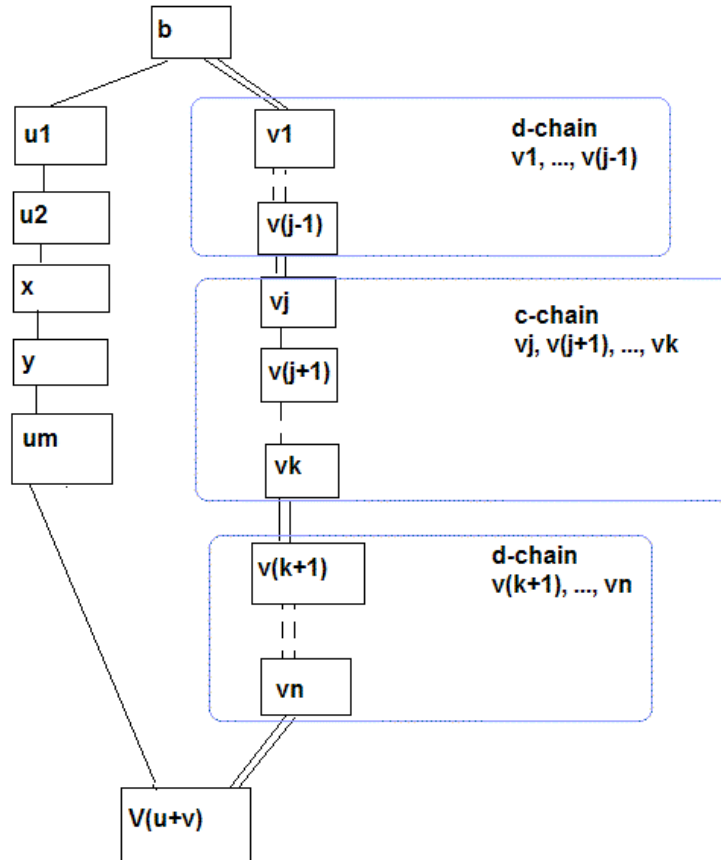 b
u1
v1
d-chain
v1, ..., v(j-1)
u2
v(j-1)
x
vj
c-chain
vj, v(j+1), ..., vk
y
v(j+1)
um
vk
v(k+1)
d-chain
v(k+1), ..., vn
vn
V(u+v)